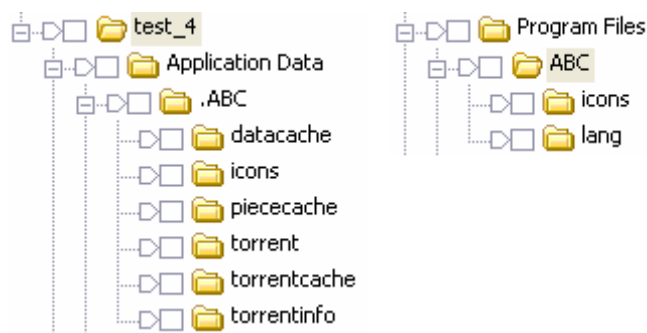 test_4
Application Data
.ABC
datacache
icons
piececache
torrent
torrentcache
torrentinfo
Program Files
ABC
icons
lang